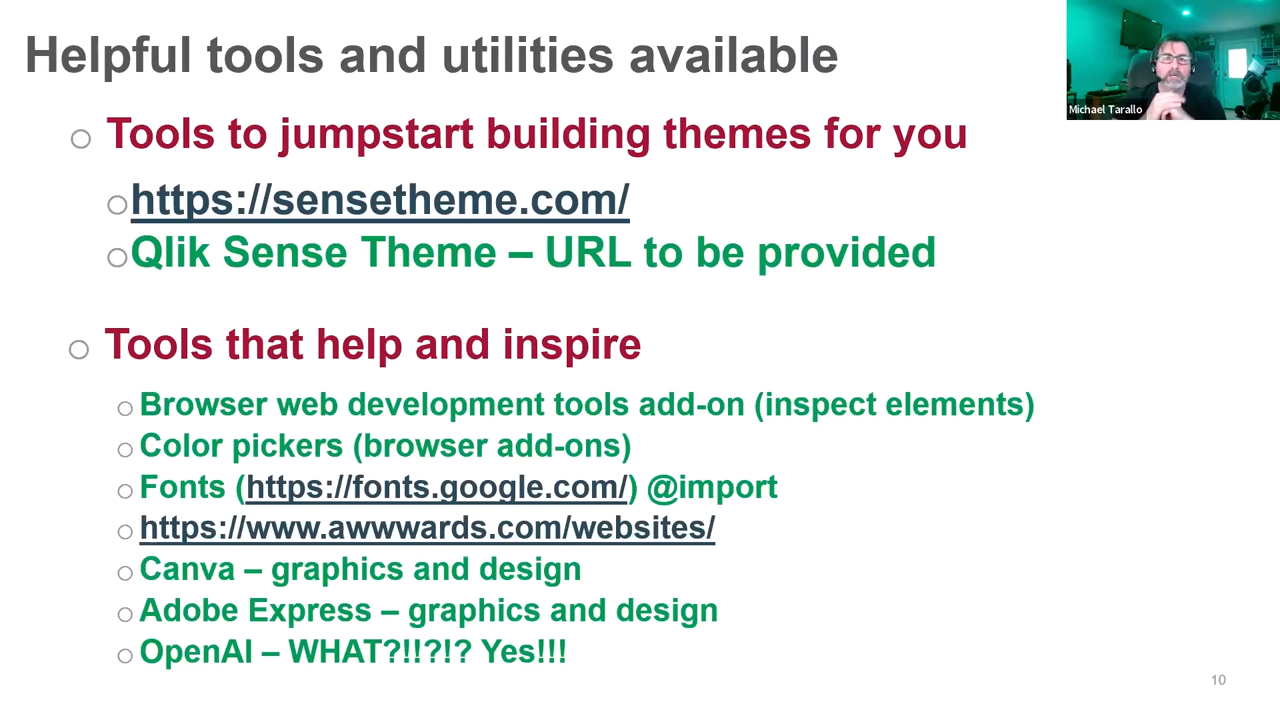 Helpful tools and utilities available
Michael Tarallo
Tools to jumpstart building themes for you
https://sensetheme.com/
Qlik Sense Theme – URL to be provided
Tools that help and inspire
Browser web development tools add-on (inspect elements)
Color pickers (browser add-ons)
Fonts (https://fonts.google.com/) @import
https://www.awwwards.com/websites/
Canva – graphics and design
Adobe Express – graphics and design
OpenAI – WHAT?!!?!? Yes!!!
10